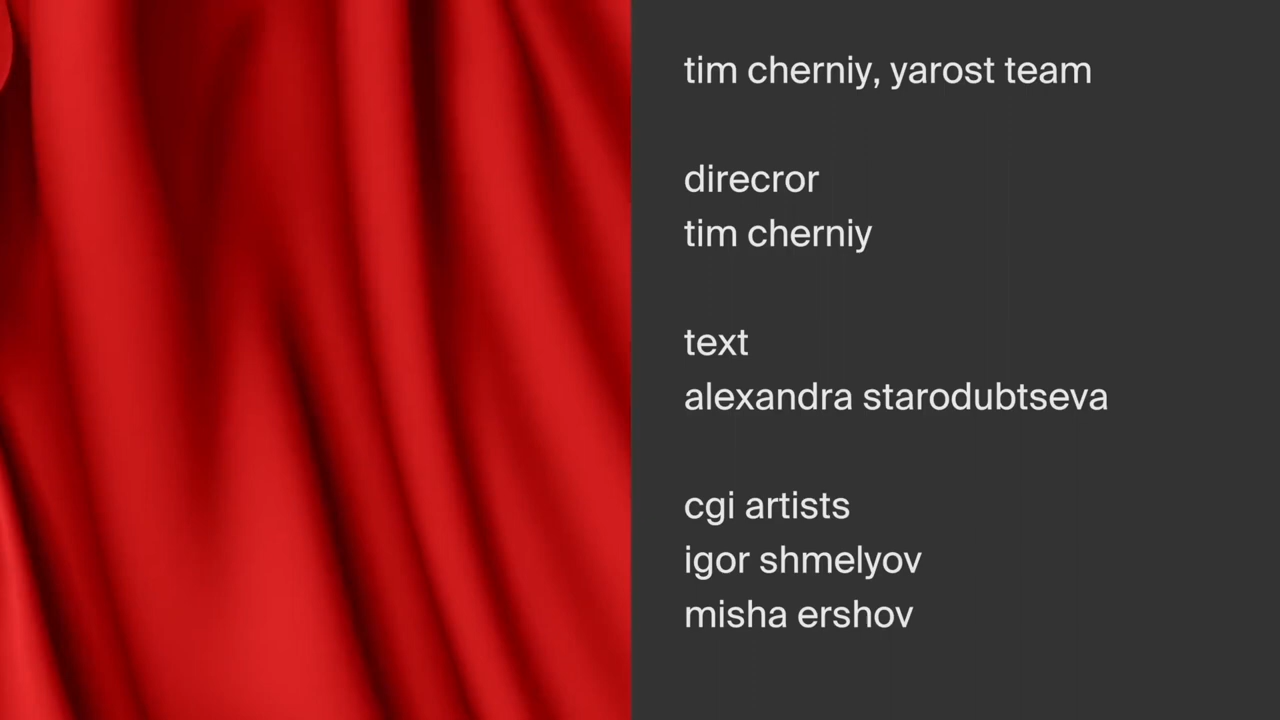 tim cherniy, yarost team
direcror
tim cherniy
text
alexandra starodubtseva
cgi artists
igor shmelyov
misha ershov